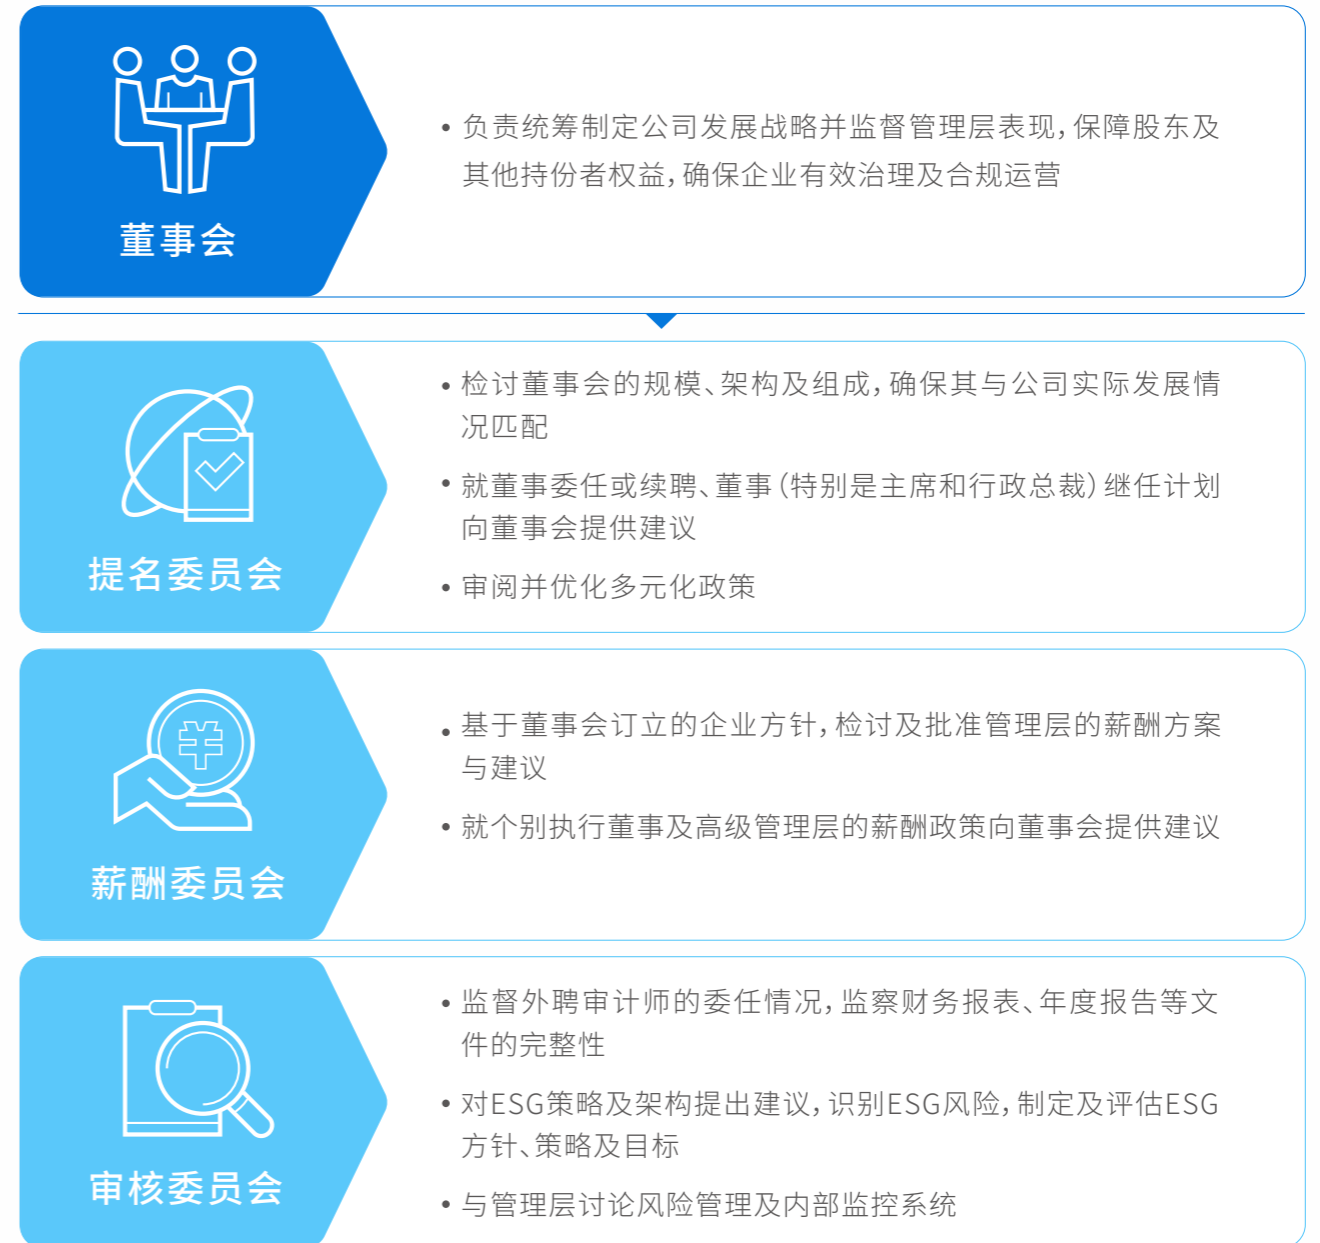 董事会
• 负责统筹制定公司发展战略并监督管理层表现，保障股东及
其他持份者权益，确保企业有效治理及合规运营
提名委员会
• 检讨董事会的规模、架构及组成，确保其与公司实际发展情
况匹配
• 就董事委任或续聘、董事（特别是主席和行政总裁）继任计划
向董事会提供建议
• 审阅并优化多元化政策
薪酬委员会
• 基于董事会订立的企业方针，检讨及批准管理层的薪酬方案
与建议
• 就个别执行董事及高级管理层的薪酬政策向董事会提供建议
审核委员会
• 监督外聘审计师的委任情况，监察财务报表、年度报告等文
件的完整性
• 对ESG策略及架构提出建议，识别ESG风险，制定及评估ESG
方针、策略及目标
• 与管理层讨论风险管理及内部监控系统